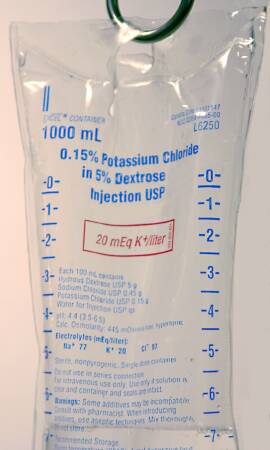 EXCEL® CONTAINER
1000 mL
L6250
0.15% Potassium Chloride
in 5% Dextrose
Injection USP
-0- -0-
-1- -1-
20 mEq K+/liter
-2- -2-
-3- -3-
Each 100 mL contains
Hydrous Dextrose USP 5 g
Sodium Chloride USP 0.45 g
Potassium Chloride USP 0.15 g
Water for Injection USP qs
-4- -4-
pH: 4.4 (3.5-6.5)
Calc. Osmolarity: 445 mOsmol/liter, hypertonic
Electrolytes (mEq/liter):
Na+ 77 K+ 20 Cl- 97
-5- -5-
Sterile, nonpyrogenic. Single dose container.
Do not use in series connection.
For intravenous use only. Use only if solution is
clear and container and seals are intact.
-6- -6-
Warnings: Some additives may be incompatible.
Consult with pharmacist. When introducing
additives, use aseptic techniques. Mix thoroughly.
Do not store.
-7- -7-
Recommended Storage